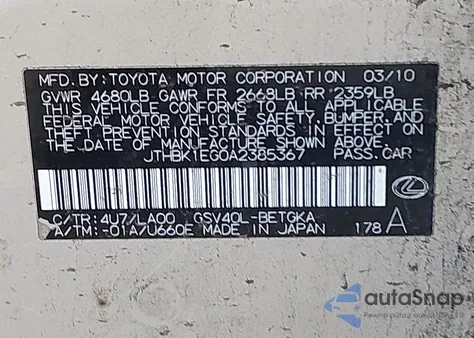 MFD. BY: TOYOTA MOTOR CORPORATION 03/10
GVWR 4680LB GAWR FR 2668LB RR 2359LB
THIS VEHICLE CONFORMS TO ALL APPLICABLE
FEDERAL MOTOR VEHICLE SAFETY, BUMPER, AND
THEFT PREVENTION STANDARDS IN EFFECT ON
THE DATE OF MANUFACTURE SHOWN ABOVE.
JTHBK1EG0A2385367 PASS. CAR
C/TR: 4U7/LA00 GSV40L-BETGKA
A/TM: -01A/U660E MADE IN JAPAN 178 A
autoSnap